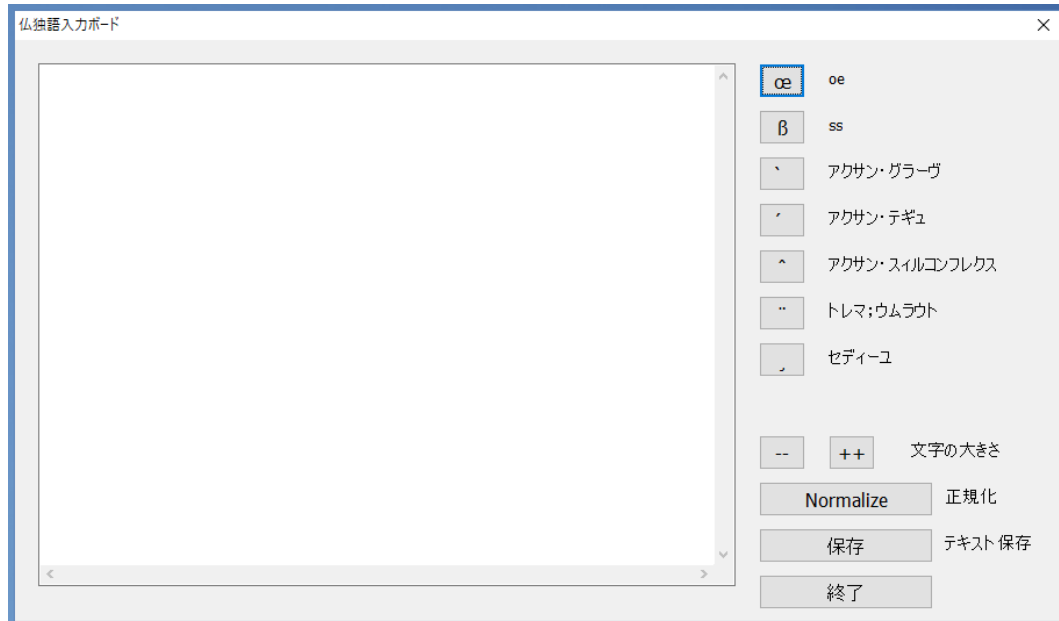 仏独語入力ボード
œ oe
ß ss
` アクサン・グラーヴ
´ アクサン・テギュ
^ アクサン・スィルコンフレクス
¨ トレマ;ウムラウト
¸ セディーユ
-- ++ 文字の大きさ
Normalize 正規化
保存 テキスト保存
終了